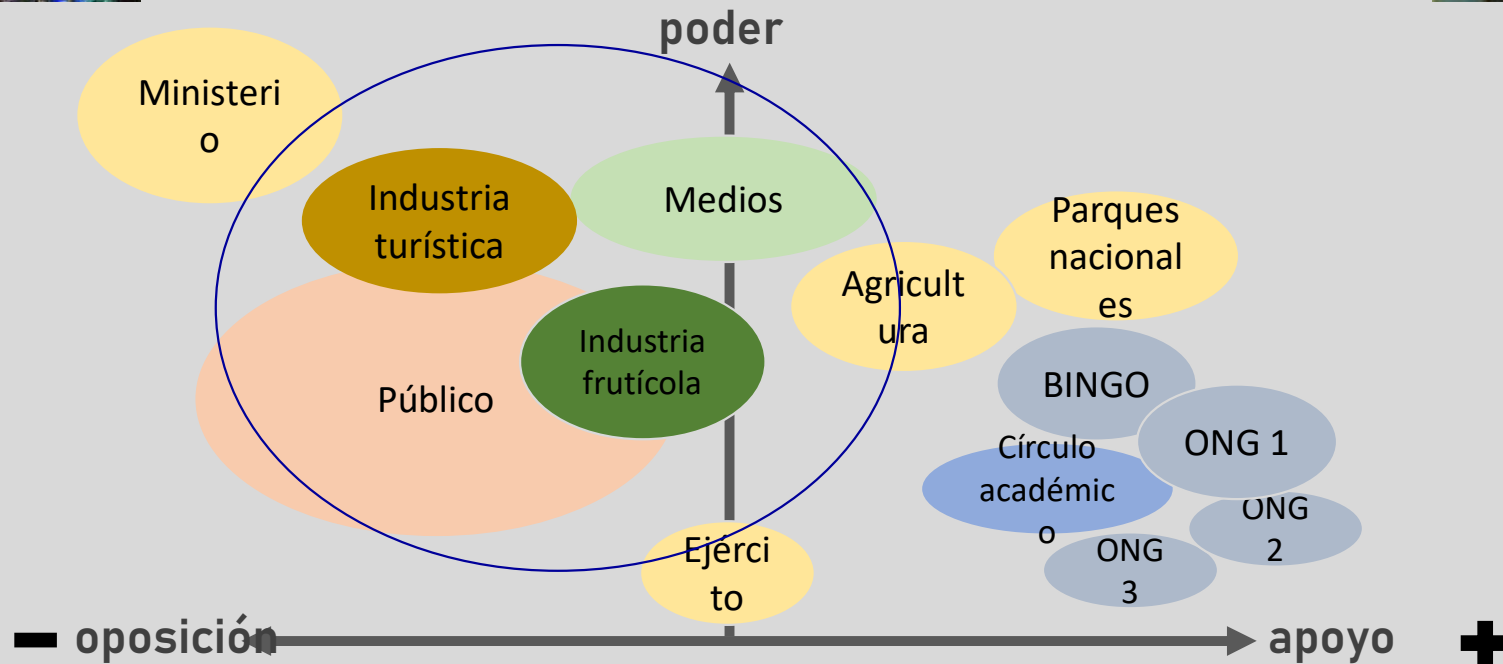 poder
Ministeri
o
Industria
turística
Medios
Parques
nacional
es
Agricult
ura
Industria
frutícola
Público
BINGO
ONG 1
Círculo
académic
o
ONG
2
ONG
3
Ejérci
to
- oposición
apoyo +